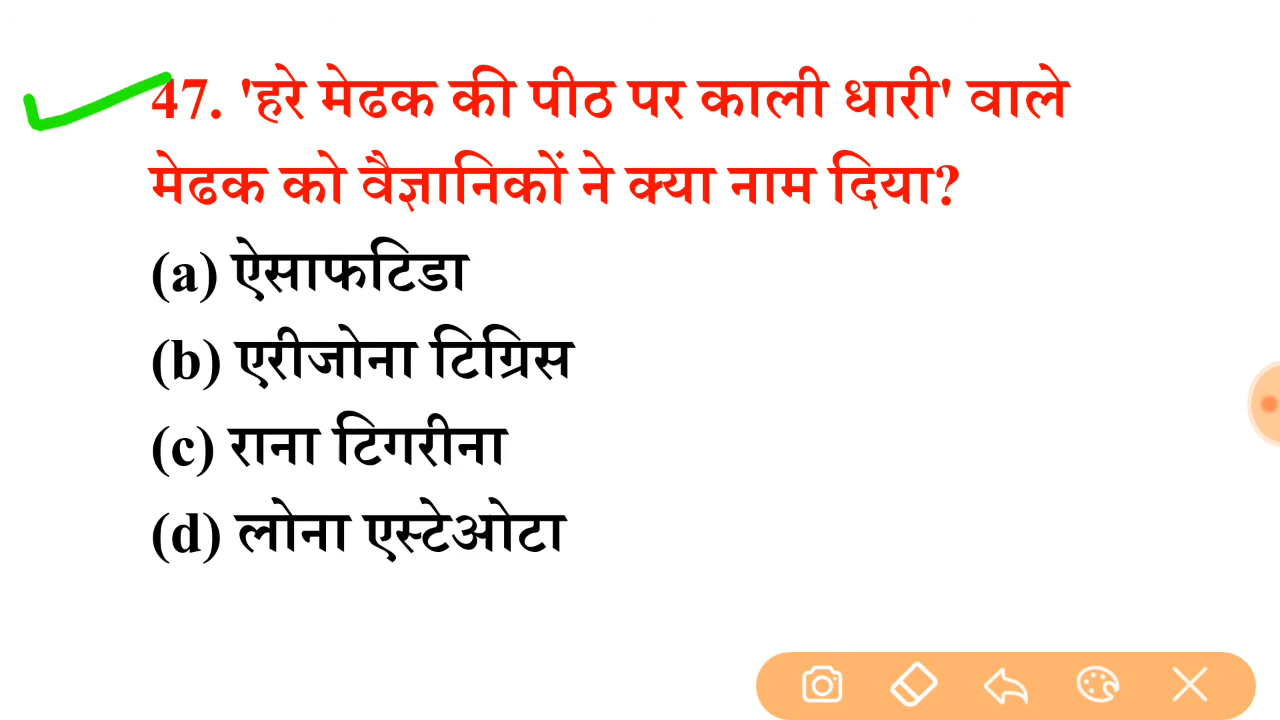 47. 'हरे मेढक की पीठ पर काली धारी' वाले
मेढक को वैज्ञानिकों ने क्या नाम दिया?
(a) ऐसाफटिडा
(b) एरीजोना टिग्रिस
(c) राना टिगरीना
(d) लोना एस्टेओटा